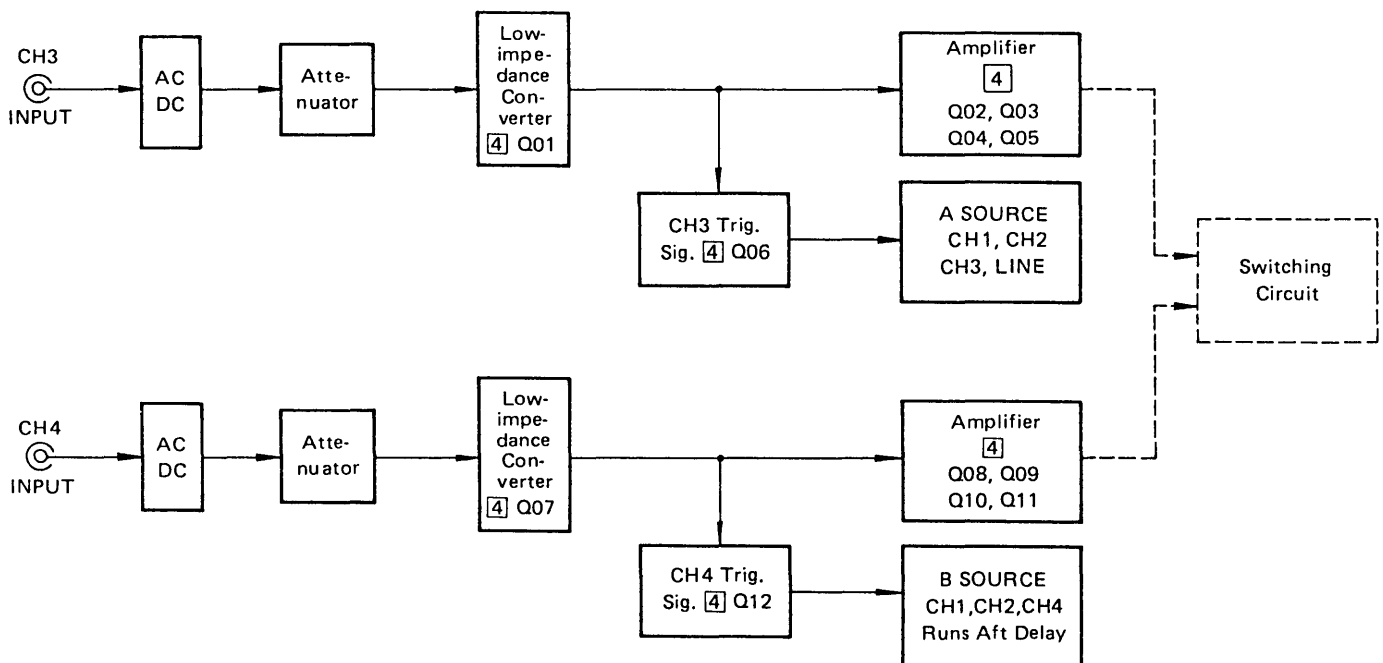 CH3
INPUT
AC
DC
Atte-
nuator
Low-
impe-
dance
Con-
verter
4 Q01
Amplifier
4
Q02, Q03
Q04, Q05
CH3 Trig.
Sig. 4 Q06
A SOURCE
CH1, CH2
CH3, LINE
Switching
Circuit
CH4
INPUT
AC
DC
Atte-
nuator
Low-
impe-
dance
Con-
verter
4 Q07
Amplifier
4
Q08, Q09
Q10, Q11
CH4 Trig.
Sig. 4 Q12
B SOURCE
CH1,CH2,CH4
Runs Aft Delay